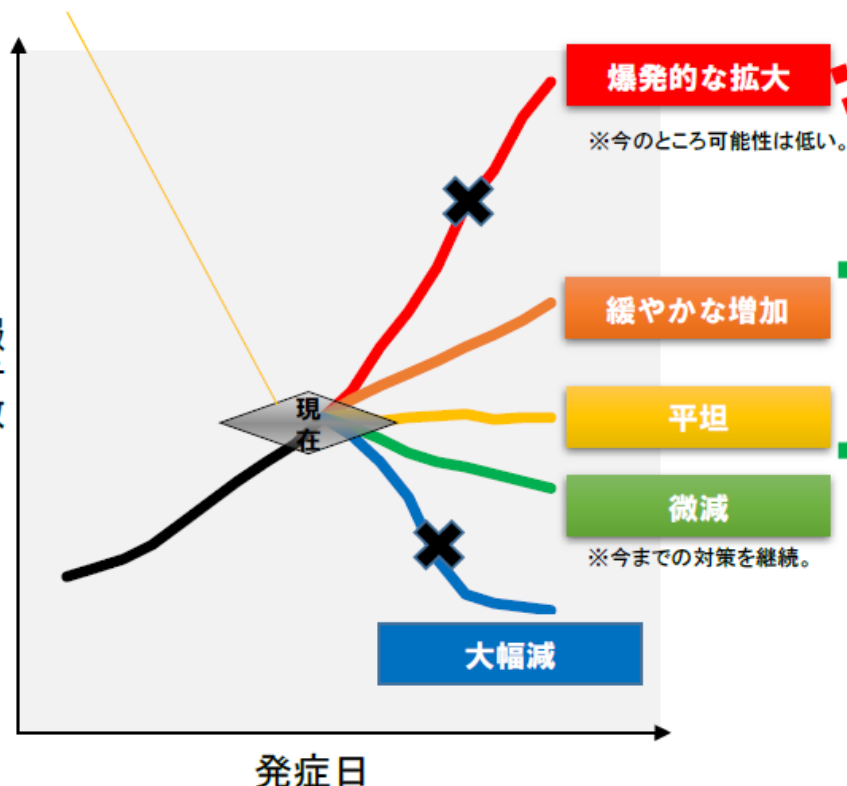 爆発的な拡大
※今のところ可能性は低い。
緩やかな増加
現在
平坦
微減
※今までの対策を継続。
大幅減
発症日